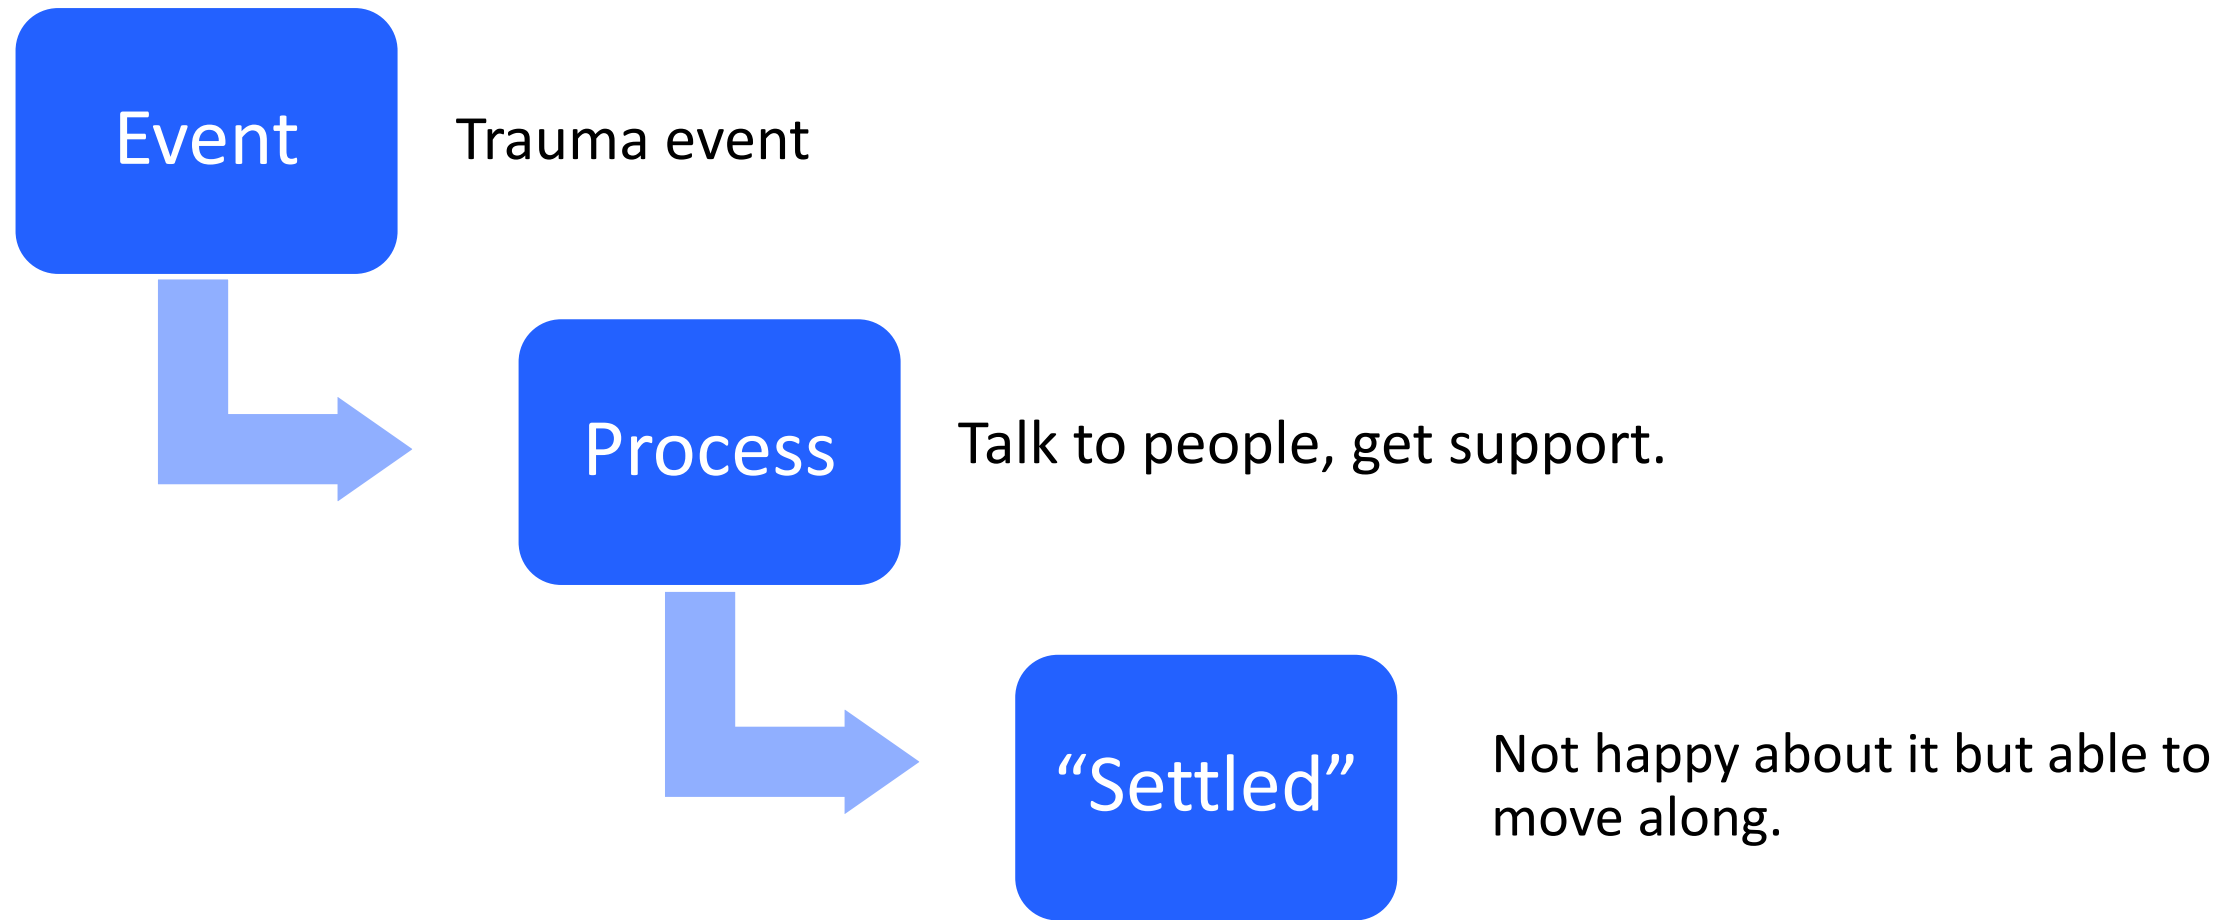 Event
Trauma event
Process
Talk to people, get support.
“Settled”
Not happy about it but able to
move along.